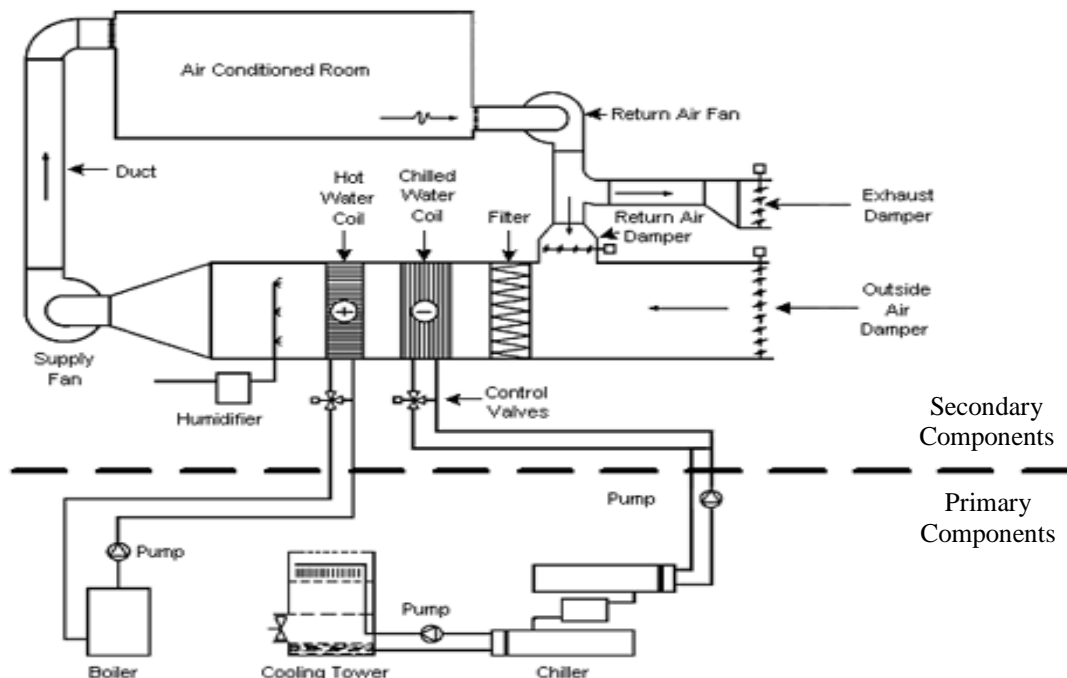 Air Conditioned Room
Return Air Fan
Duct
Hot
Water
Coil
Chilled
Water
Coil
Filter
Return Air
Damper
Exhaust
Damper
Outside
Air
Damper
Supply
Fan
Humidifier
+
−
Control
Valves
Secondary
Components
Primary
Components
Pump
Pump
Pump
Boiler
Cooling Tower
Chiller